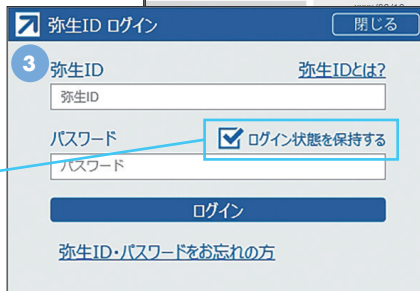 弥生ID ログイン 閉じる
3
弥生ID 弥生IDとは?
弥生ID
パスワード ログイン状態を保持する
パスワード
ログイン
弥生ID・パスワードをお忘れの方